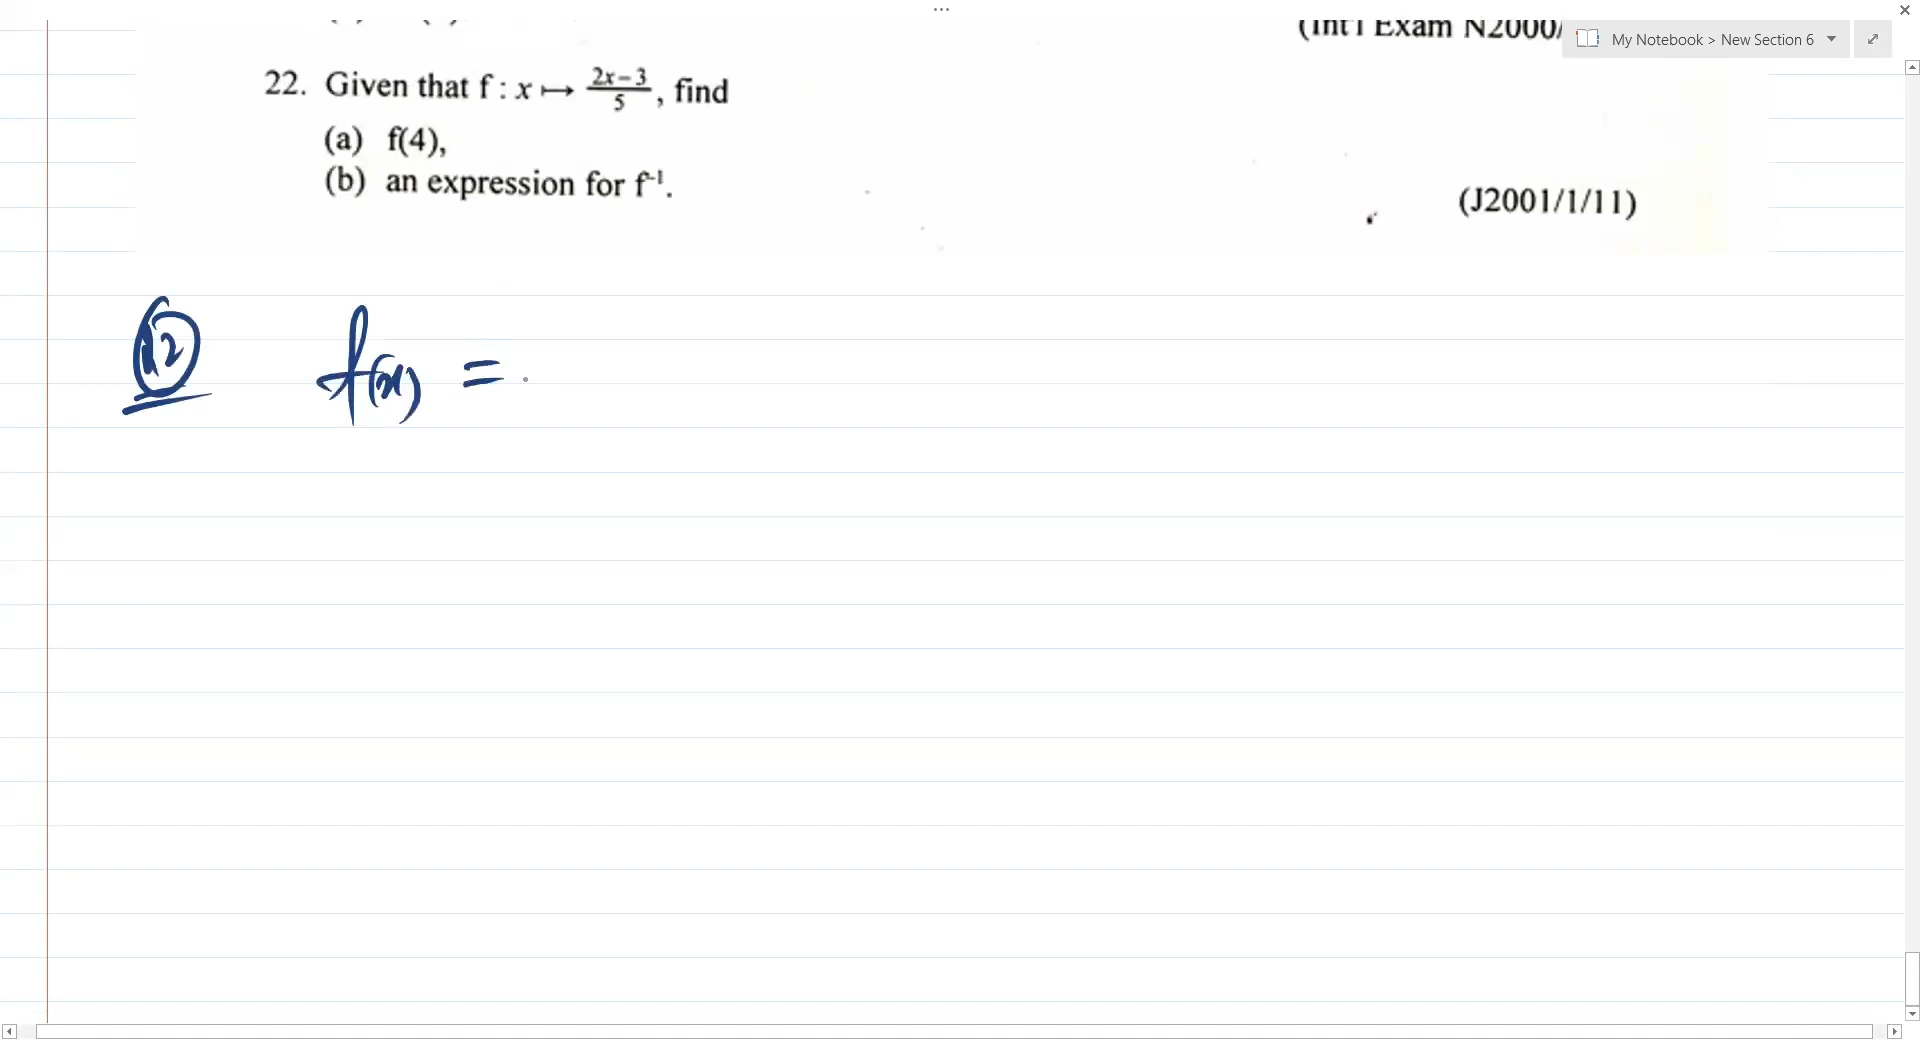 (Int'l Exam N2000/
My Notebook > New Section 6
22. Given that f : x ↦ \frac{2x-3}{5}, find
(a) f(4),
(b) an expression for f⁻¹.
(J2001/1/11)
f(x) =